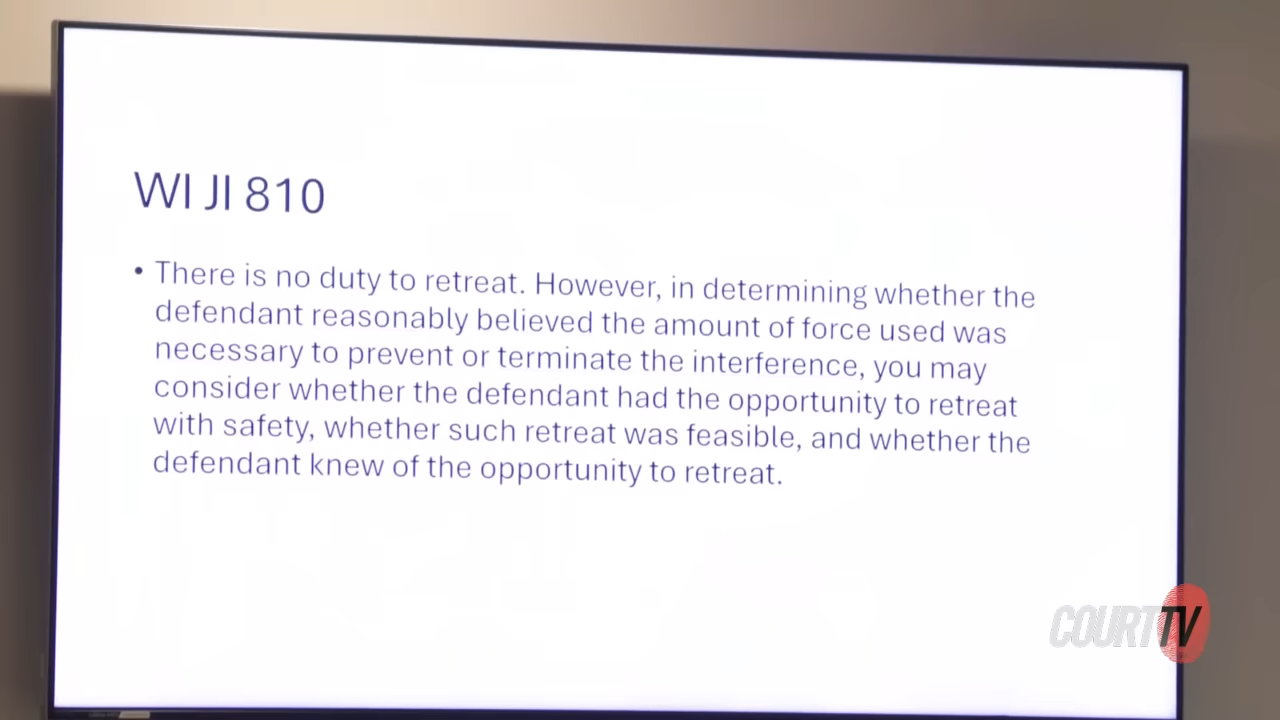 WI JI 810
• There is no duty to retreat. However, in determining whether the
defendant reasonably believed the amount of force used was
necessary to prevent or terminate the interference, you may
consider whether the defendant had the opportunity to retreat
with safety, whether such retreat was feasible, and whether the
defendant knew of the opportunity to retreat.
COURT TV